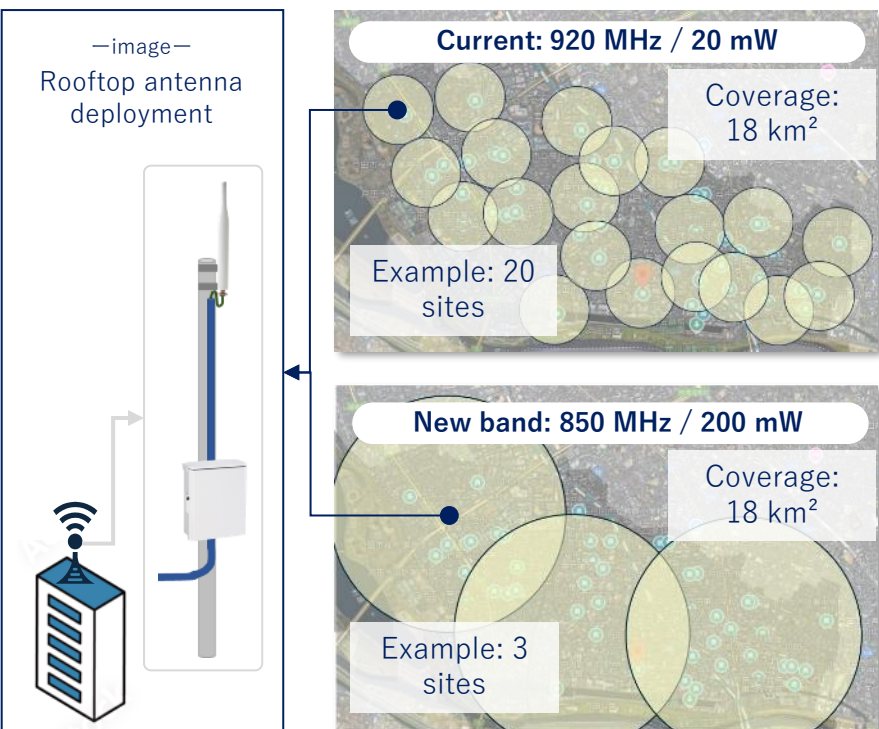 —image—
Rooftop antenna
deployment
Current: 920 MHz / 20 mW
Coverage:
18 km²
Example: 20
sites
New band: 850 MHz / 200 mW
Coverage:
18 km²
Example: 3
sites